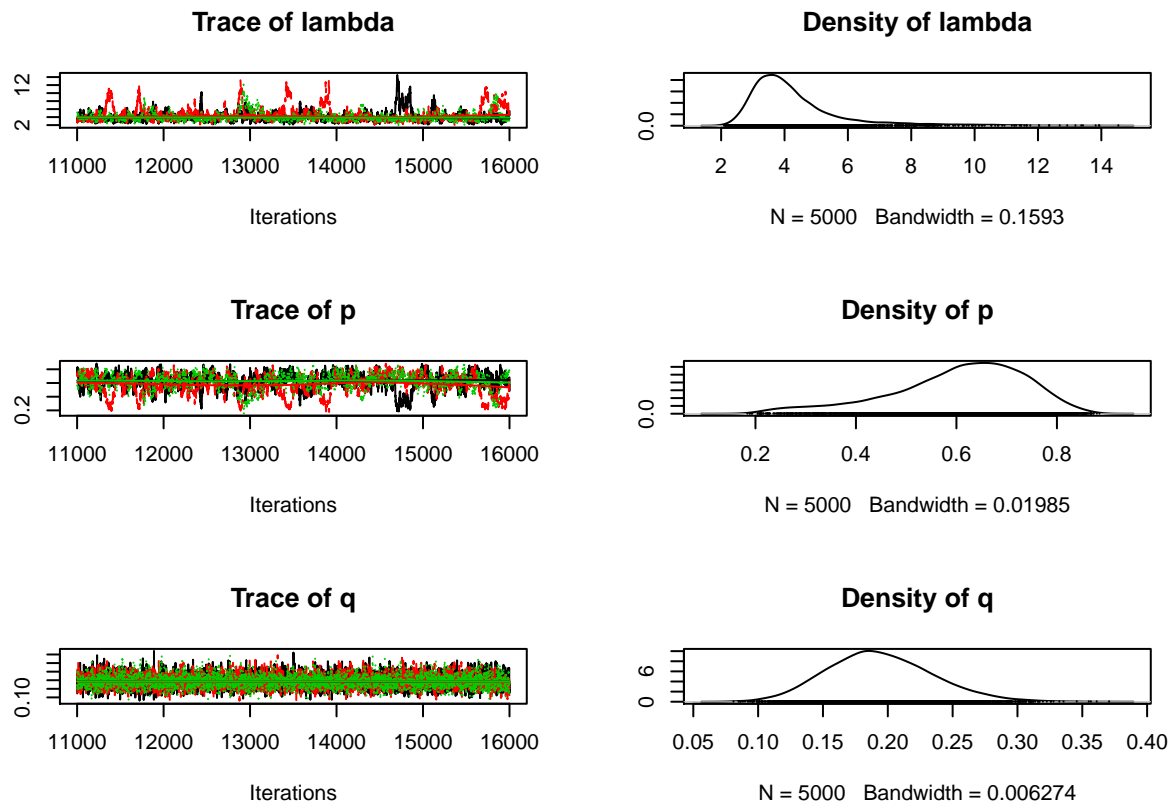 Trace of lambda
2
12
11000 12000 13000 14000 15000 16000
Iterations
Density of lambda
0.0
2 4 6 8 10 12 14
N = 5000 Bandwidth = 0.1593
Trace of p
0.2
11000 12000 13000 14000 15000 16000
Iterations
Density of p
0.0
0.2 0.4 0.6 0.8
N = 5000 Bandwidth = 0.01985
Trace of q
0.10
11000 12000 13000 14000 15000 16000
Iterations
Density of q
0 6
0.05 0.10 0.15 0.20 0.25 0.30 0.35 0.40
N = 5000 Bandwidth = 0.006274